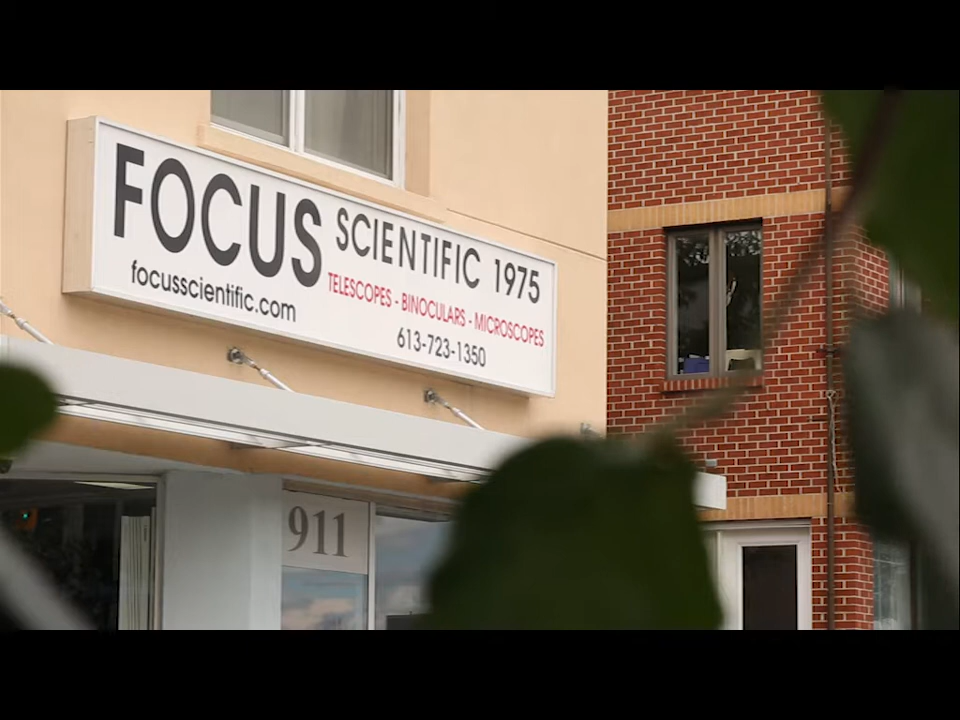 FOCUS SCIENTIFIC 1975
TELESCOPES - BINOCULARS - MICROSCOPES
focusscientific.com
613-723-1350
911